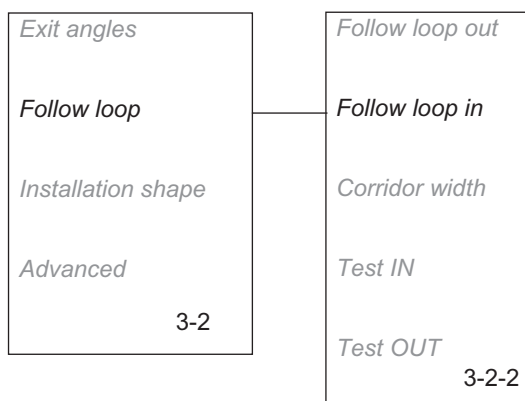 Exit angles
Follow loop
Installation shape
Advanced
3-2
Follow loop out
Follow loop in
Corridor width
Test IN
Test OUT
3-2-2